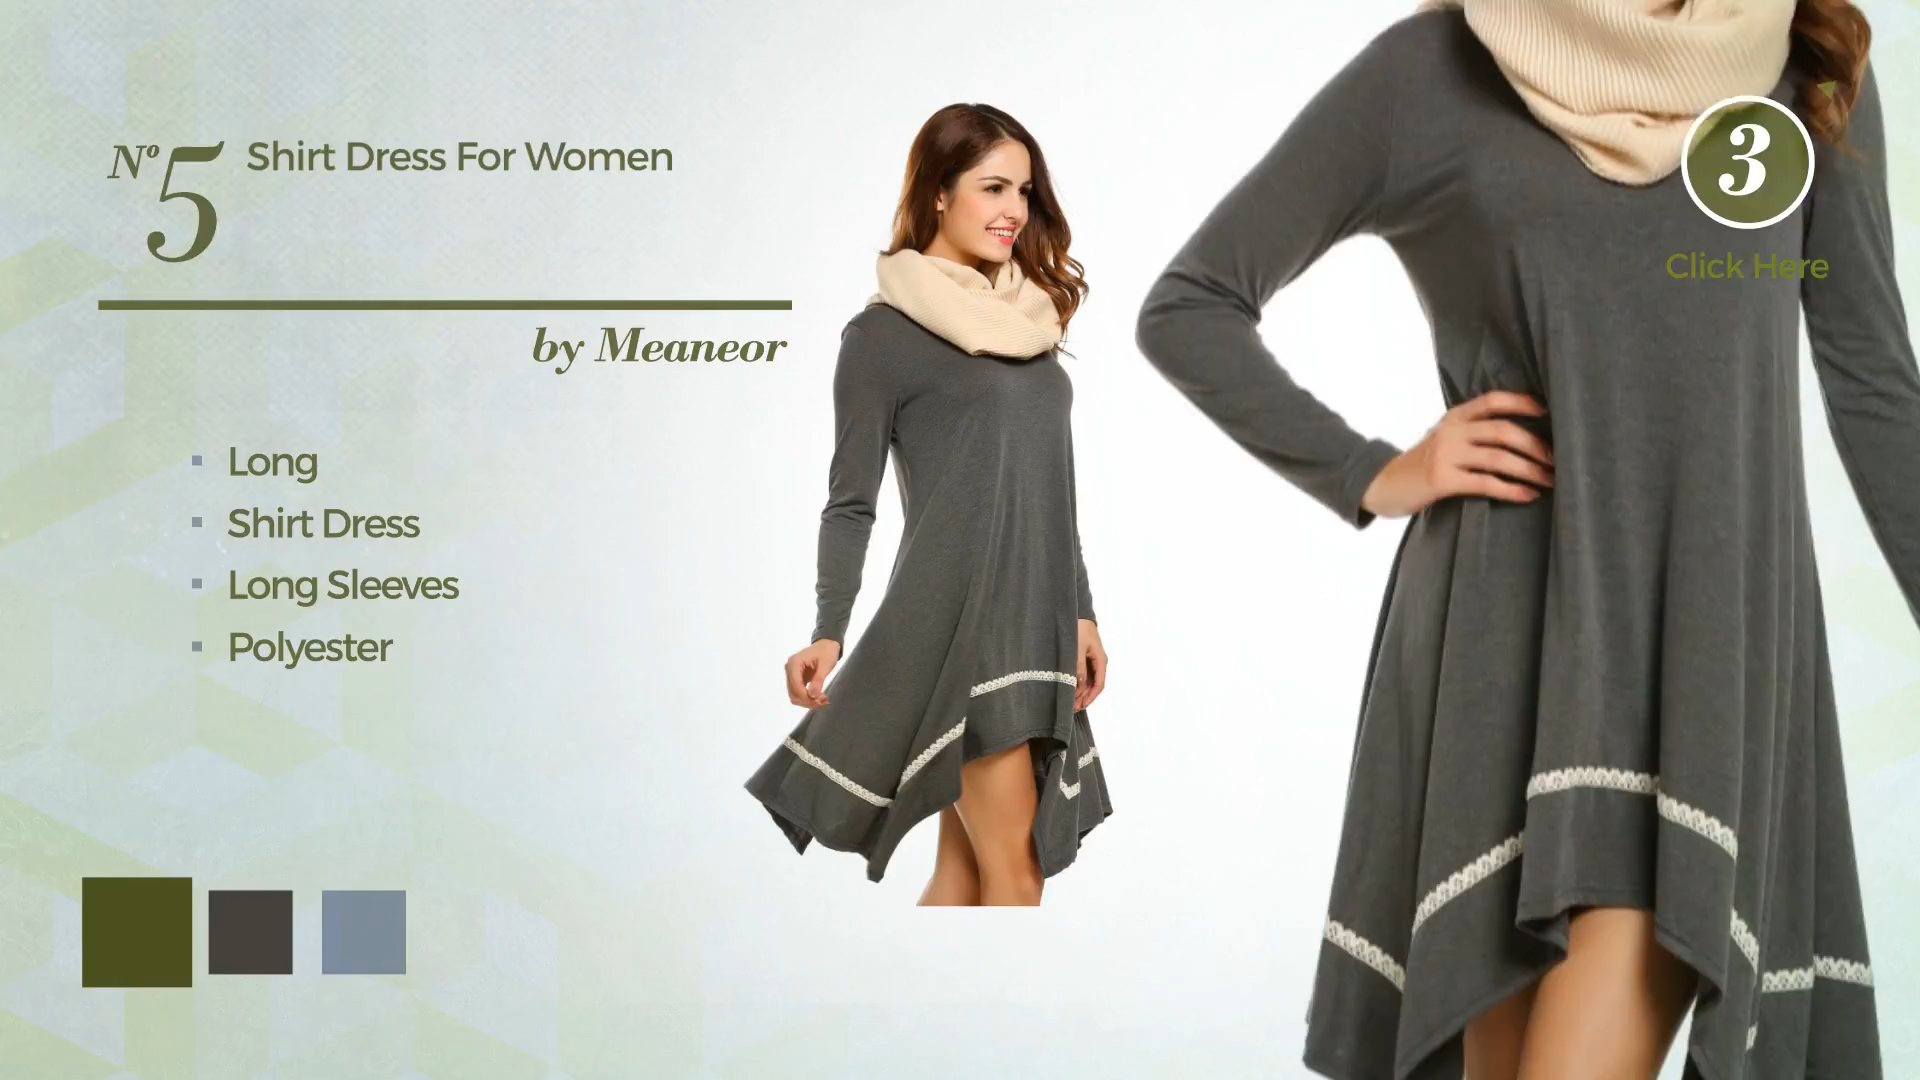 Nº5 Shirt Dress For Women
by Meaneor
Long
Shirt Dress
Long Sleeves
Polyester
3
Click Here